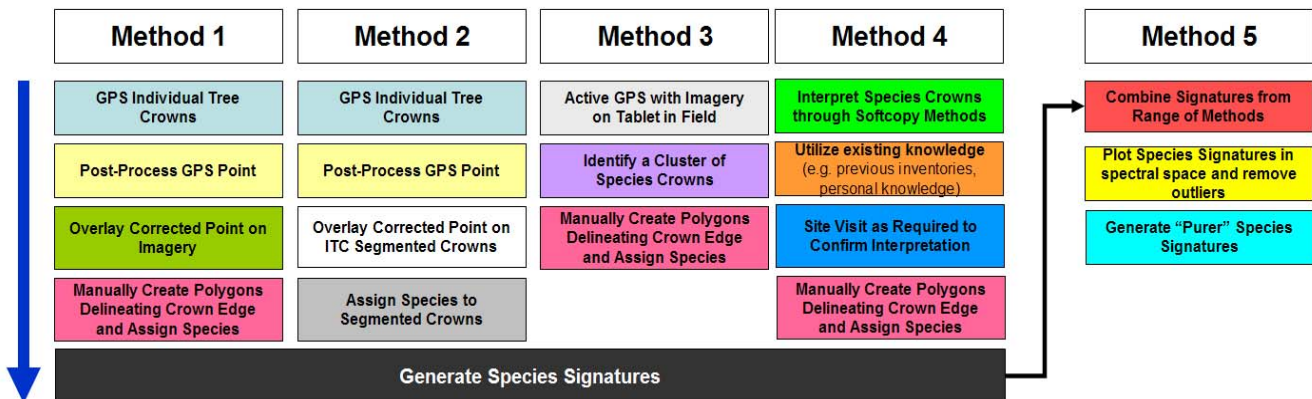 Method 1
GPS Individual Tree
Crowns
Post-Process GPS Point
Overlay Corrected Point on
Imagery
Manually Create Polygons
Delineating Crown Edge
and Assign Species
Method 2
GPS Individual Tree
Crowns
Post-Process GPS Point
Overlay Corrected Point on
ITC Segmented Crowns
Assign Species to
Segmented Crowns
Method 3
Active GPS with Imagery
on Tablet in Field
Identify a Cluster of
Species Crowns
Manually Create Polygons
Delineating Crown Edge
and Assign Species
Method 4
Interpret Species Crowns
through Softcopy Methods
Utilize existing knowledge
(e.g. previous inventories,
personal knowledge)
Site Visit as Required to
Confirm Interpretation
Manually Create Polygons
Delineating Crown Edge
and Assign Species
Generate Species Signatures
Method 5
Combine Signatures from
Range of Methods
Plot Species Signatures in
spectral space and remove
outliers
Generate “Purer” Species
Signatures